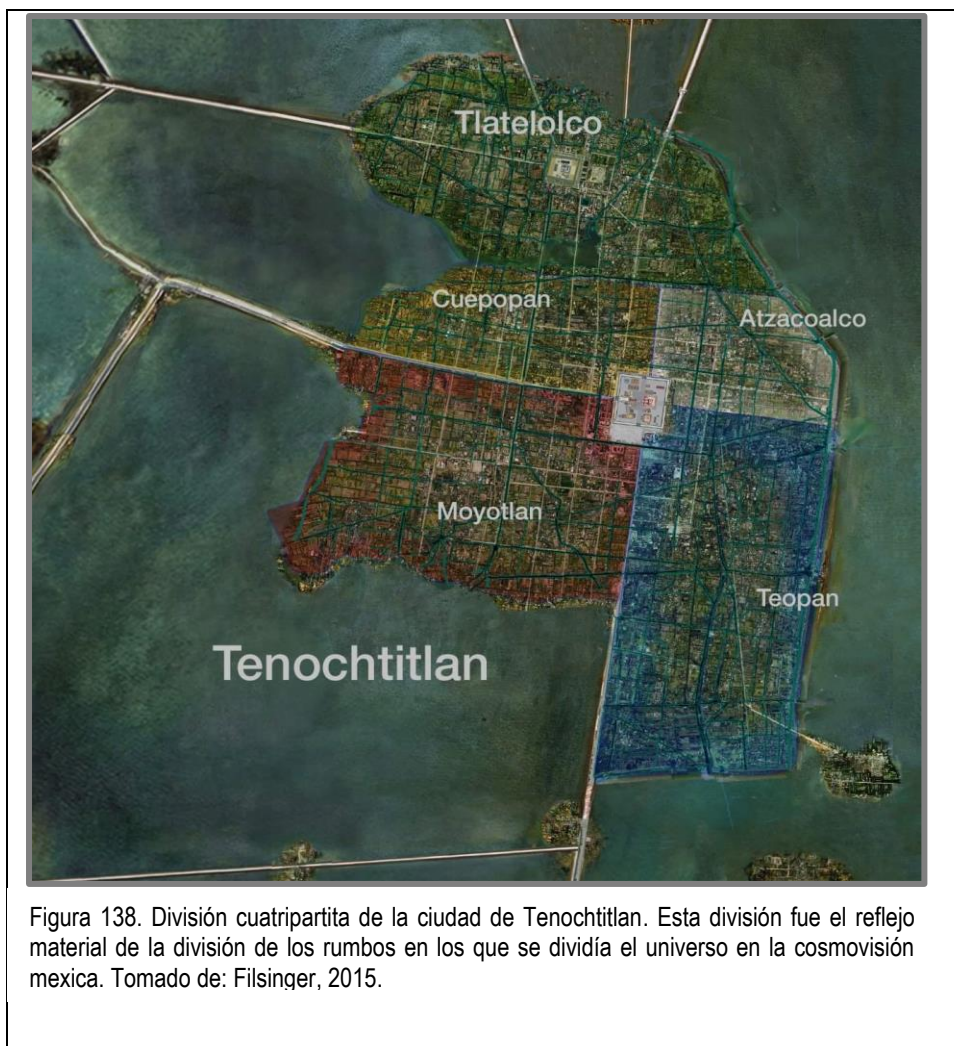 Tlatelolco
Cuepopan
Atzacoalco
Moyotlan
Teopan
Tenochtitlan
Figura 138. División cuatripartita de la ciudad de Tenochtitlan. Esta división fue el reflejo
material de la división de los rumbos en los que se dividía el universo en la cosmovisión
mexica. Tomado de: Filsinger, 2015.